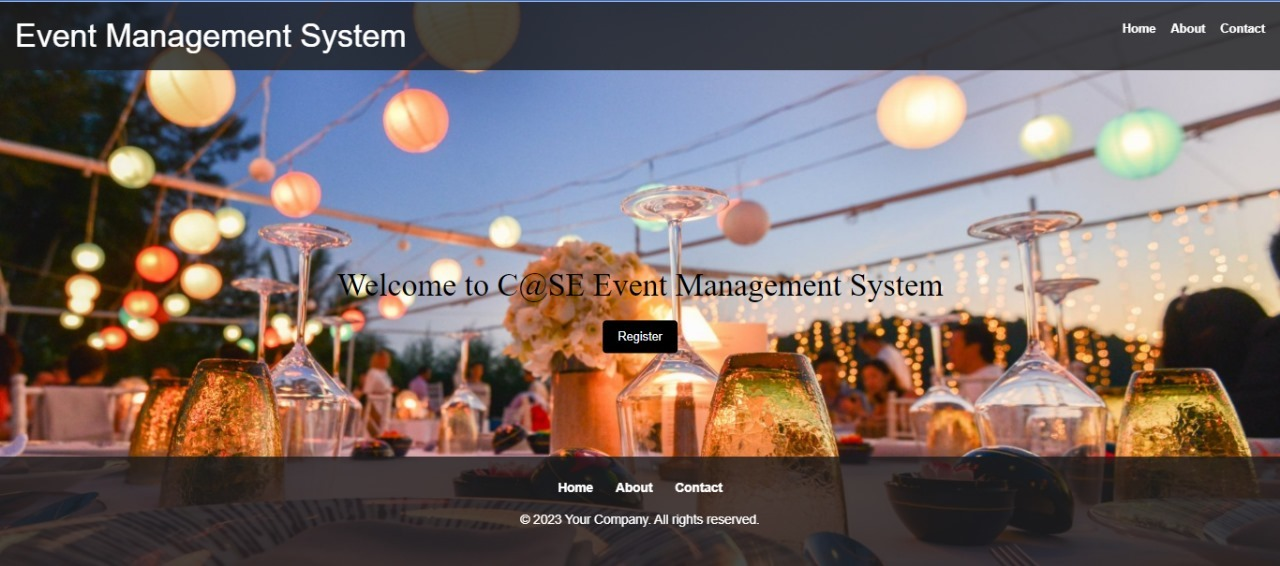 Event Management System
Home About Contact
Welcome to C@SE Event Management System
Register
Home About Contact
© 2023 Your Company. All rights reserved.